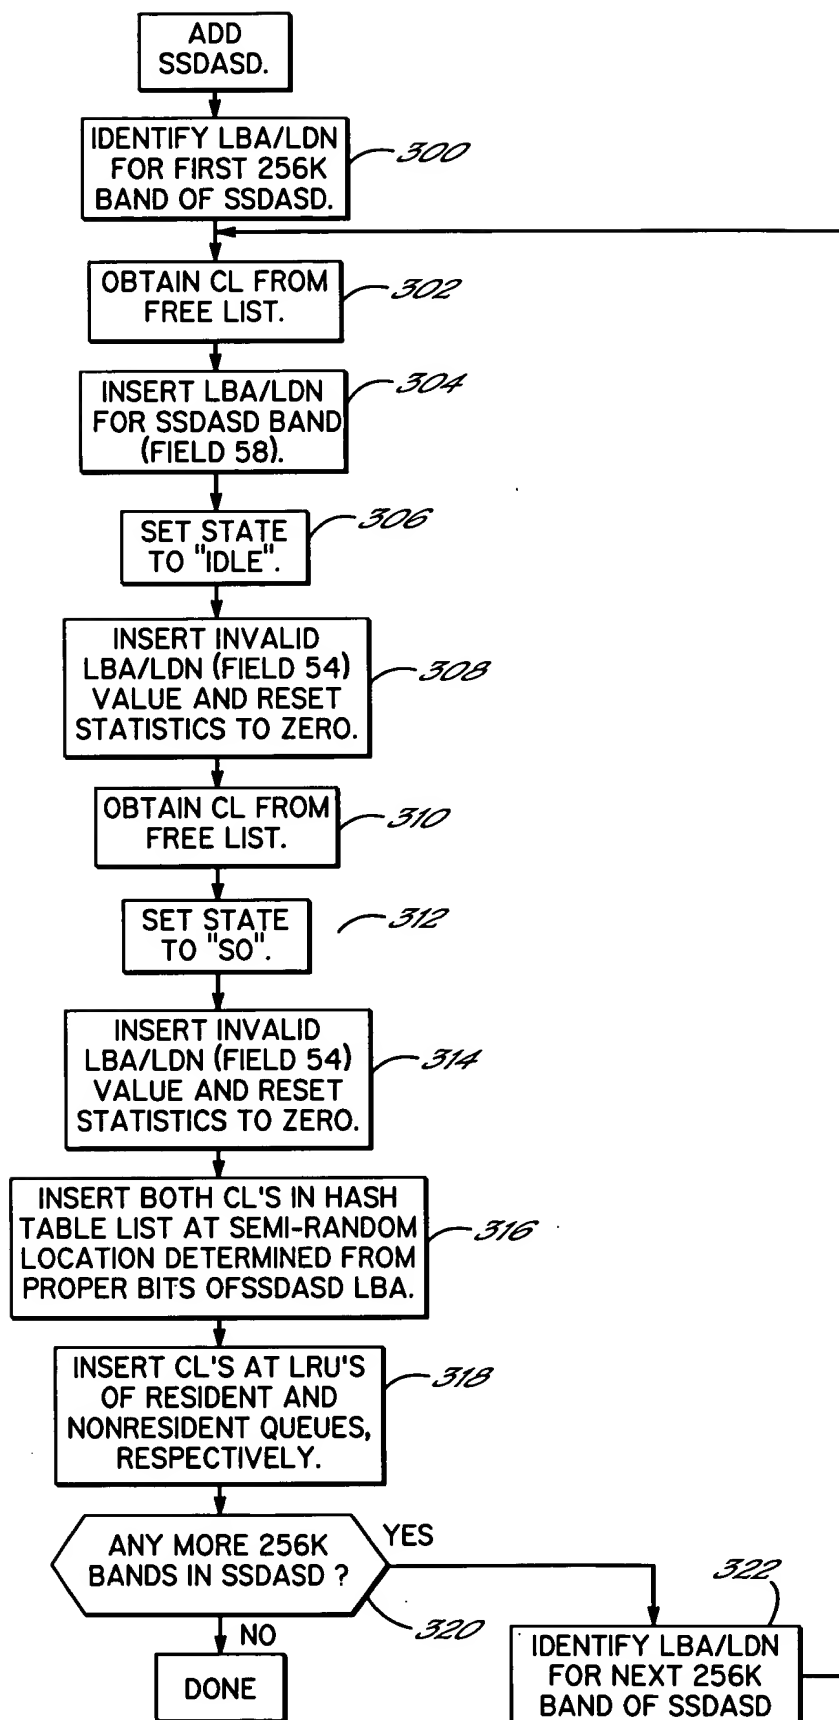 ADD
SSDASD.
IDENTIFY LBA/LDN
FOR FIRST 256K
BAND OF SSDASD.
300
OBTAIN CL FROM
FREE LIST.
302
INSERT LBA/LDN
FOR SSDASD BAND
(FIELD 58).
304
SET STATE
TO "IDLE".
306
INSERT INVALID
LBA/LDN (FIELD 54)
VALUE AND RESET
STATISTICS TO ZERO.
308
OBTAIN CL FROM
FREE LIST.
310
SET STATE
TO "SO".
312
INSERT INVALID
LBA/LDN (FIELD 54)
VALUE AND RESET
STATISTICS TO ZERO.
314
INSERT BOTH CL'S IN HASH
TABLE LIST AT SEMI-RANDOM
LOCATION DETERMINED FROM
PROPER BITS OFSSDASD LBA.
316
INSERT CL'S AT LRU'S
OF RESIDENT AND
NONRESIDENT QUEUES,
RESPECTIVELY.
318
ANY MORE 256K
BANDS IN SSDASD ?
YES
320
NO
DONE
322
IDENTIFY LBA/LDN
FOR NEXT 256K
BAND OF SSDASD